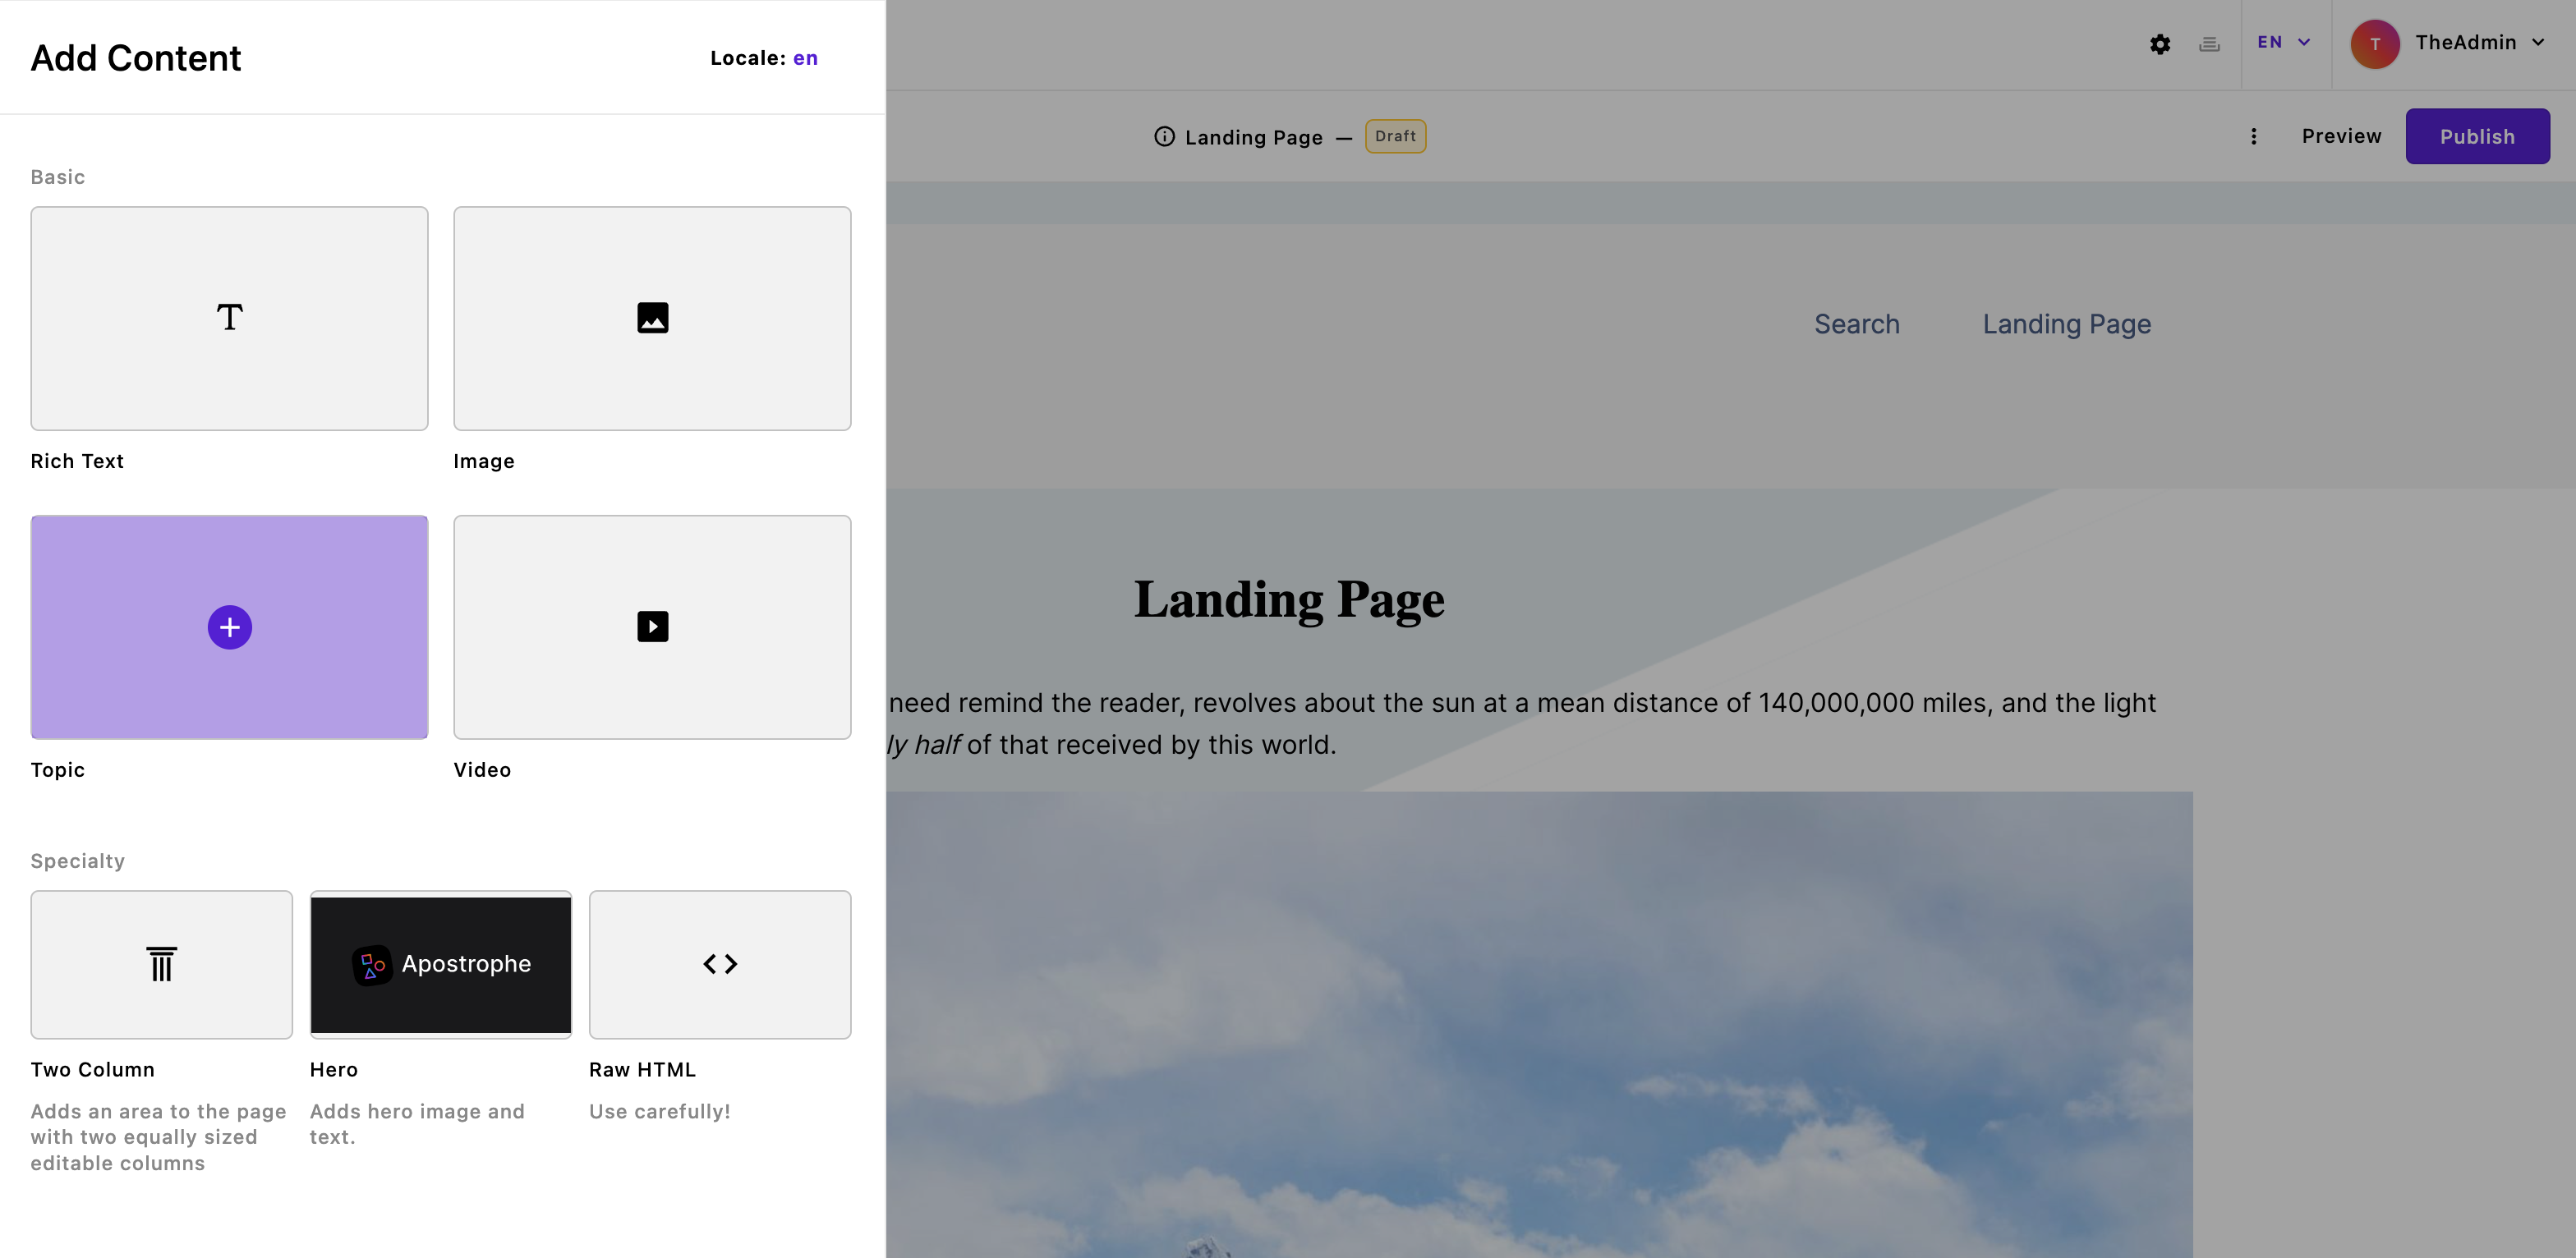 Add Content
Locale: en
Basic
Rich Text
Image
Topic
Video
Specialty
Apostrophe
Two Column
Adds an area to the page
with two equally sized
editable columns
Hero
Adds hero image and
text.
Raw HTML
Use carefully!
EN
T
TheAdmin
Landing Page — Draft
Preview
Publish
Search
Landing Page
Landing Page
need remind the reader, revolves about the sun at a mean distance of 140,000,000 miles, and the light
half of that received by this world.